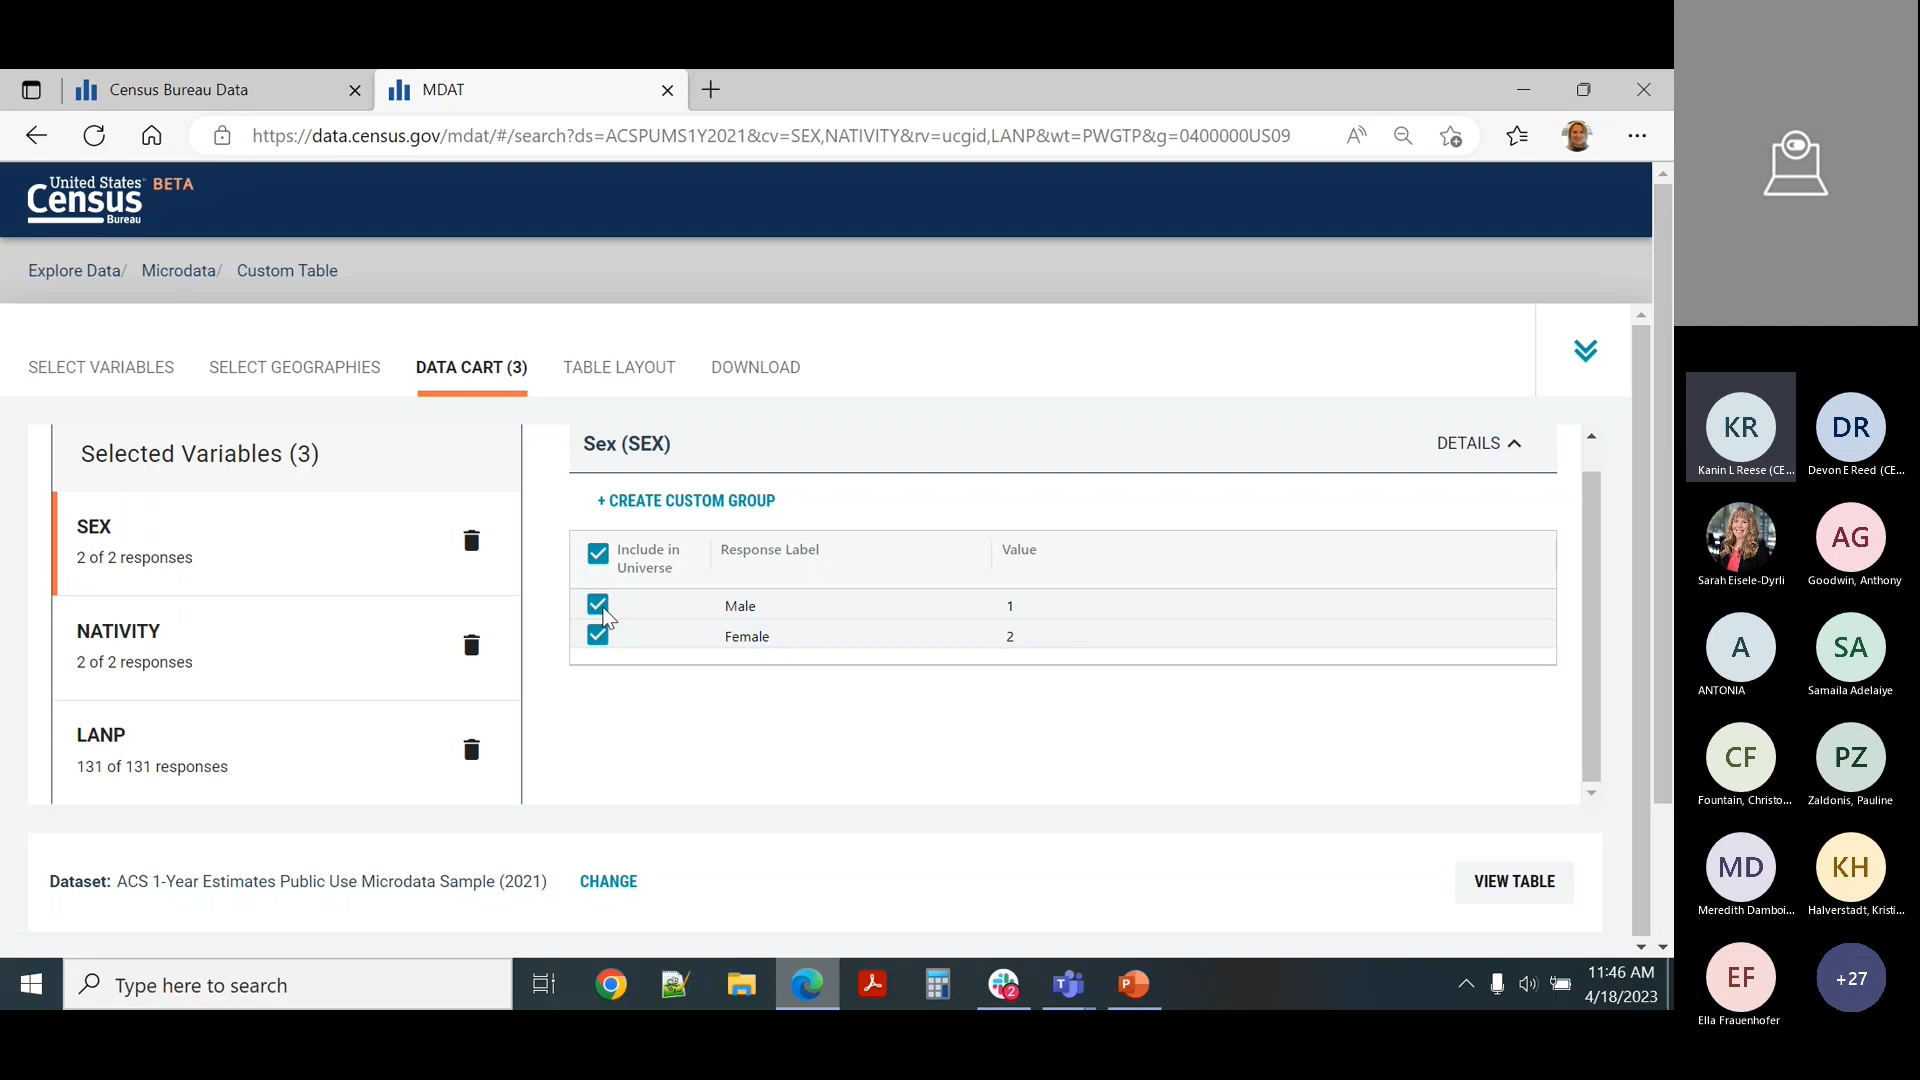 Census Bureau Data
MDAT
https://data.census.gov/mdat/#/search?ds=ACSPUMS1Y2021&cv=SEX,NATIVITY&rv=ucgid,LANP&wt=PWGTP&g=0400000US09
United States™ BETA
Census
Bureau
Explore Data/ Microdata/ Custom Table
SELECT VARIABLES SELECT GEOGRAPHIES DATA CART (3) TABLE LAYOUT DOWNLOAD
Selected Variables (3)
SEX
2 of 2 responses
NATIVITY
2 of 2 responses
LANP
131 of 131 responses
Sex (SEX)
DETAILS
+ CREATE CUSTOM GROUP
Include in Universe
Response Label
Value
Male 1
Female 2
Dataset: ACS 1-Year Estimates Public Use Microdata Sample (2021) CHANGE
VIEW TABLE
Type here to search
2
11:46 AM
4/18/2023
KR
Kanin L Reese (CE...
DR
Devon E Reed (CE...
Sarah Eisele-Dyrli
AG
Goodwin, Anthony
A
ANTONIA
SA
Samaila Adelaiye
CF
Fountain, Christo...
PZ
Zaldonis, Pauline
MD
Meredith Damboi...
KH
Halverstadt, Kristi...
EF
Ella Frauenhofer
+27